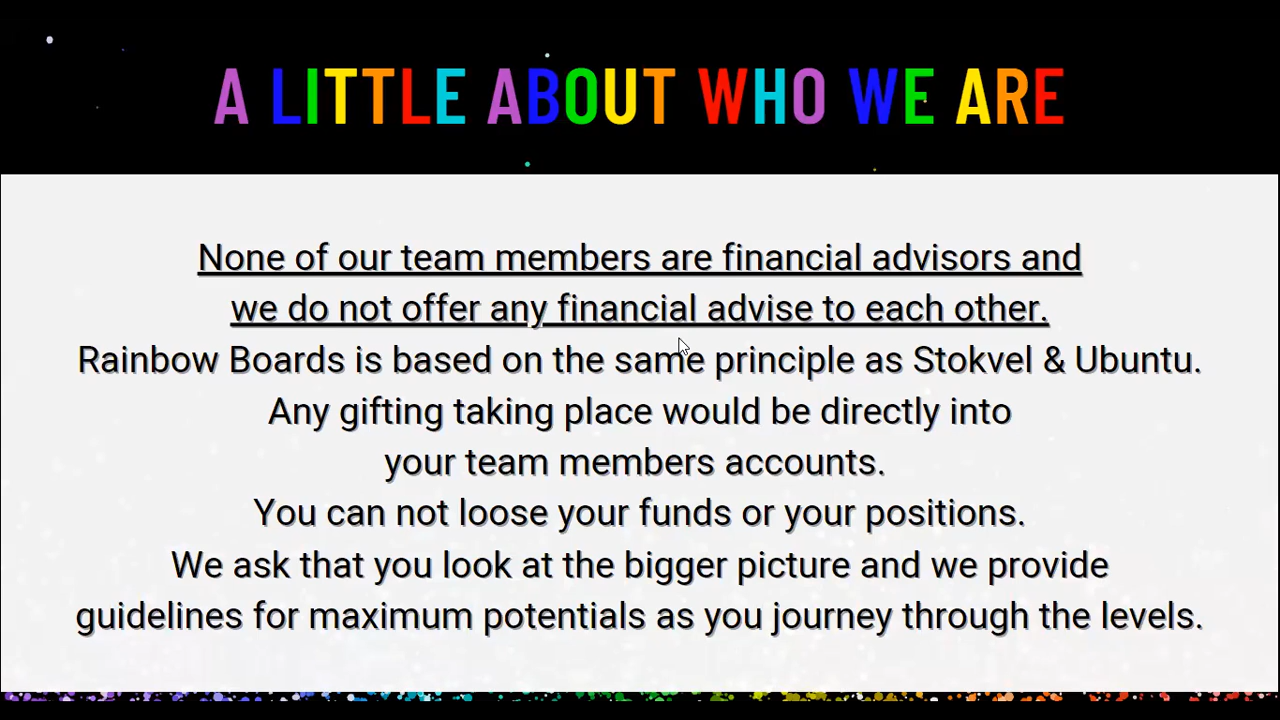 A LITTLE ABOUT WHO WE ARE
None of our team members are financial advisors and
we do not offer any financial advise to each other.
Rainbow Boards is based on the same principle as Stokvel & Ubuntu.
Any gifting taking place would be directly into
your team members accounts.
You can not loose your funds or your positions.
We ask that you look at the bigger picture and we provide
guidelines for maximum potentials as you journey through the levels.